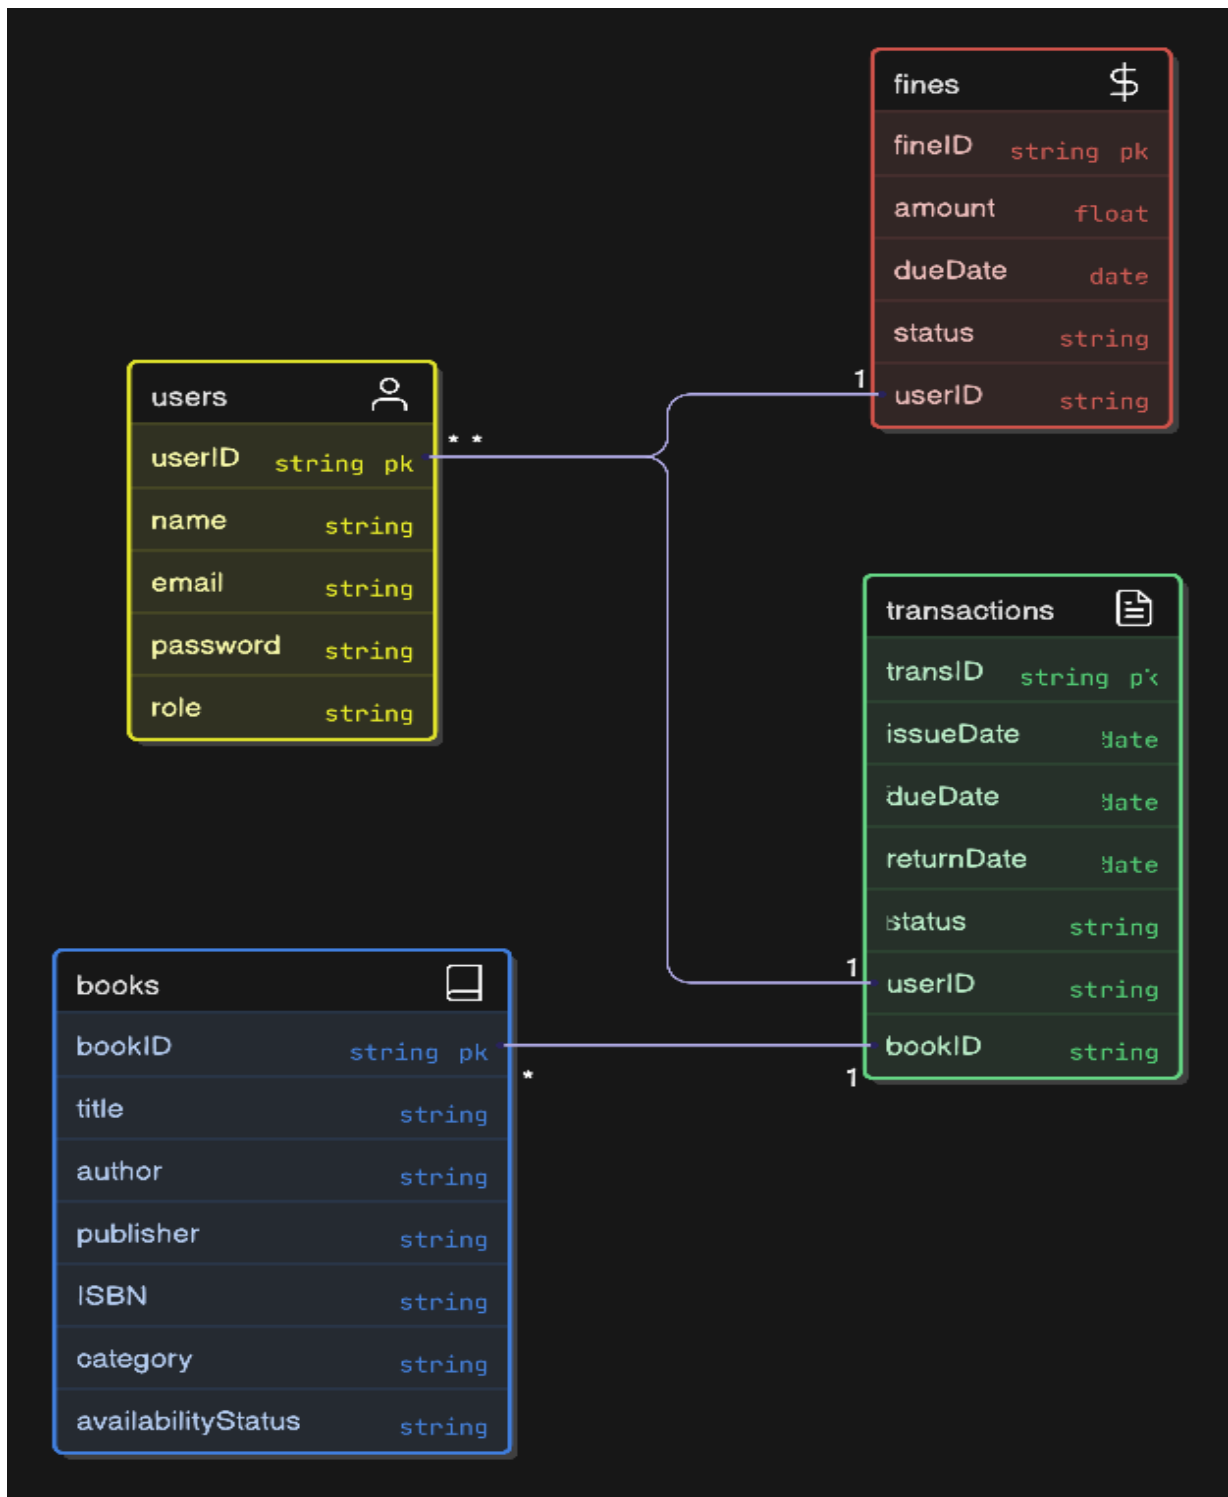 fines
fineID string pk
amount float
dueDate date
status string
1
userID string
users
userID string pk
* *
name string
email string
password string
role string
transactions
transID string pk
issueDate date
dueDate date
returnDate date
status string
1
userID string
bookID string
1
books
bookID string pk
*
title string
author string
publisher string
ISBN string
category string
availabilityStatus string